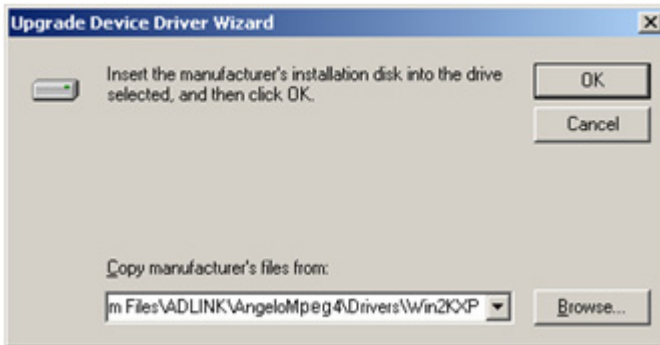 Upgrade Device Driver Wizard
Insert the manufacturer's installation disk into the drive
selected, and then click OK.
OK
Cancel
Copy manufacturer's files from:
m Files\ADLINK\AngeloMpeg4\Drivers\Win2KXP
Browse...